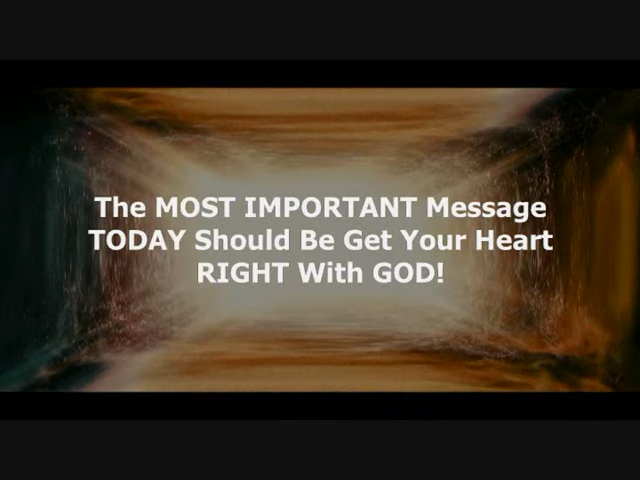 The MOST IMPORTANT Message
TODAY Should Be Get Your Heart
RIGHT With GOD!